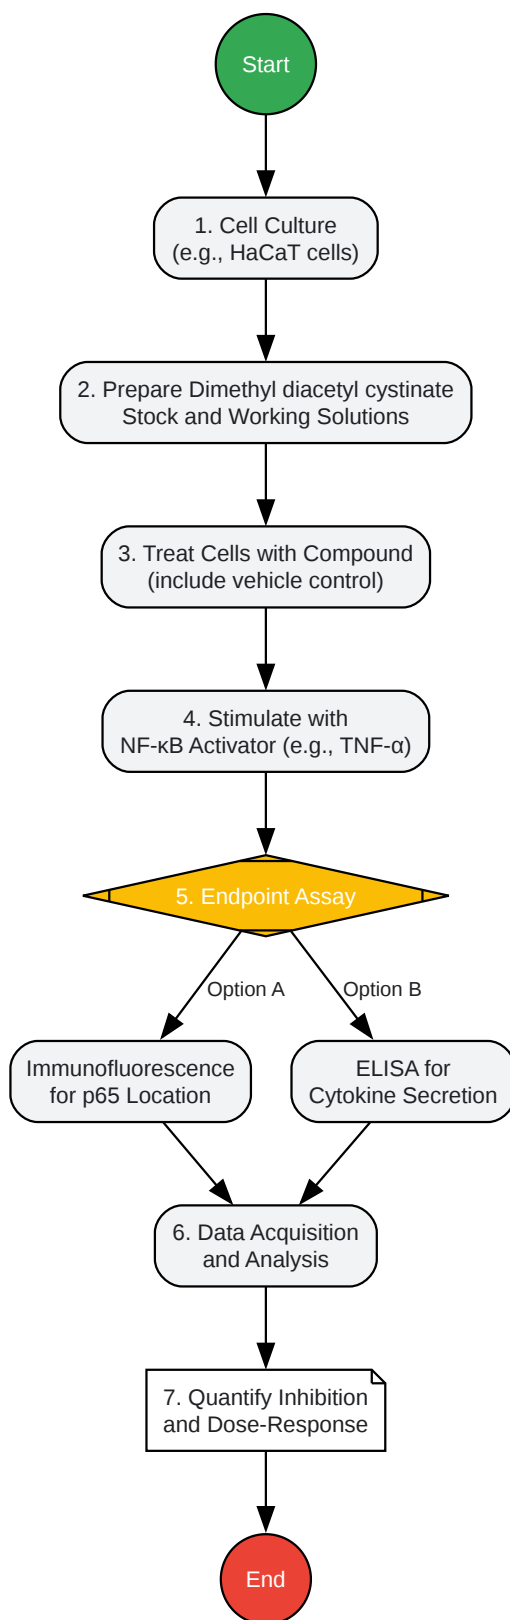 Start
1. Cell Culture
(e.g., HaCaT cells)
2. Prepare Dimethyl diacetyl cystinate
Stock and Working Solutions
3. Treat Cells with Compound
(include vehicle control)
4. Stimulate with
NF-κB Activator (e.g., TNF-α)
5. Endpoint Assay
Option A
Option B
Immunofluorescence
for p65 Location
ELISA for
Cytokine Secretion
6. Data Acquisition
and Analysis
7. Quantify Inhibition
and Dose-Response
End